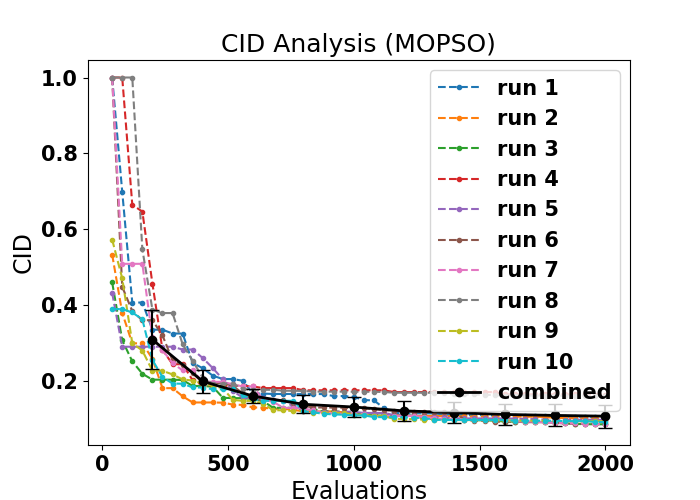 CID Analysis (MOPSO)
CID
1.0
0.8
0.6
0.4
0.2
run 1
run 2
run 3
run 4
run 5
run 6
run 7
run 8
run 9
run 10
combined
0
500
1000
1500
2000
Evaluations